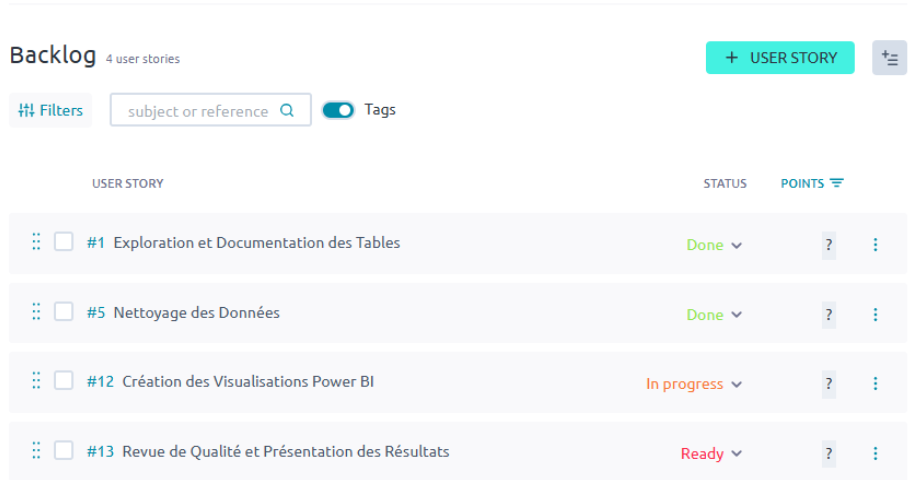 Backlog 4 user stories
+ USER STORY
Filters
subject or reference
Tags
USER STORY STATUS POINTS
#1 Exploration et Documentation des Tables Done ?
#5 Nettoyage des Données Done ?
#12 Création des Visualisations Power BI In progress ?
#13 Revue de Qualité et Présentation des Résultats Ready ?